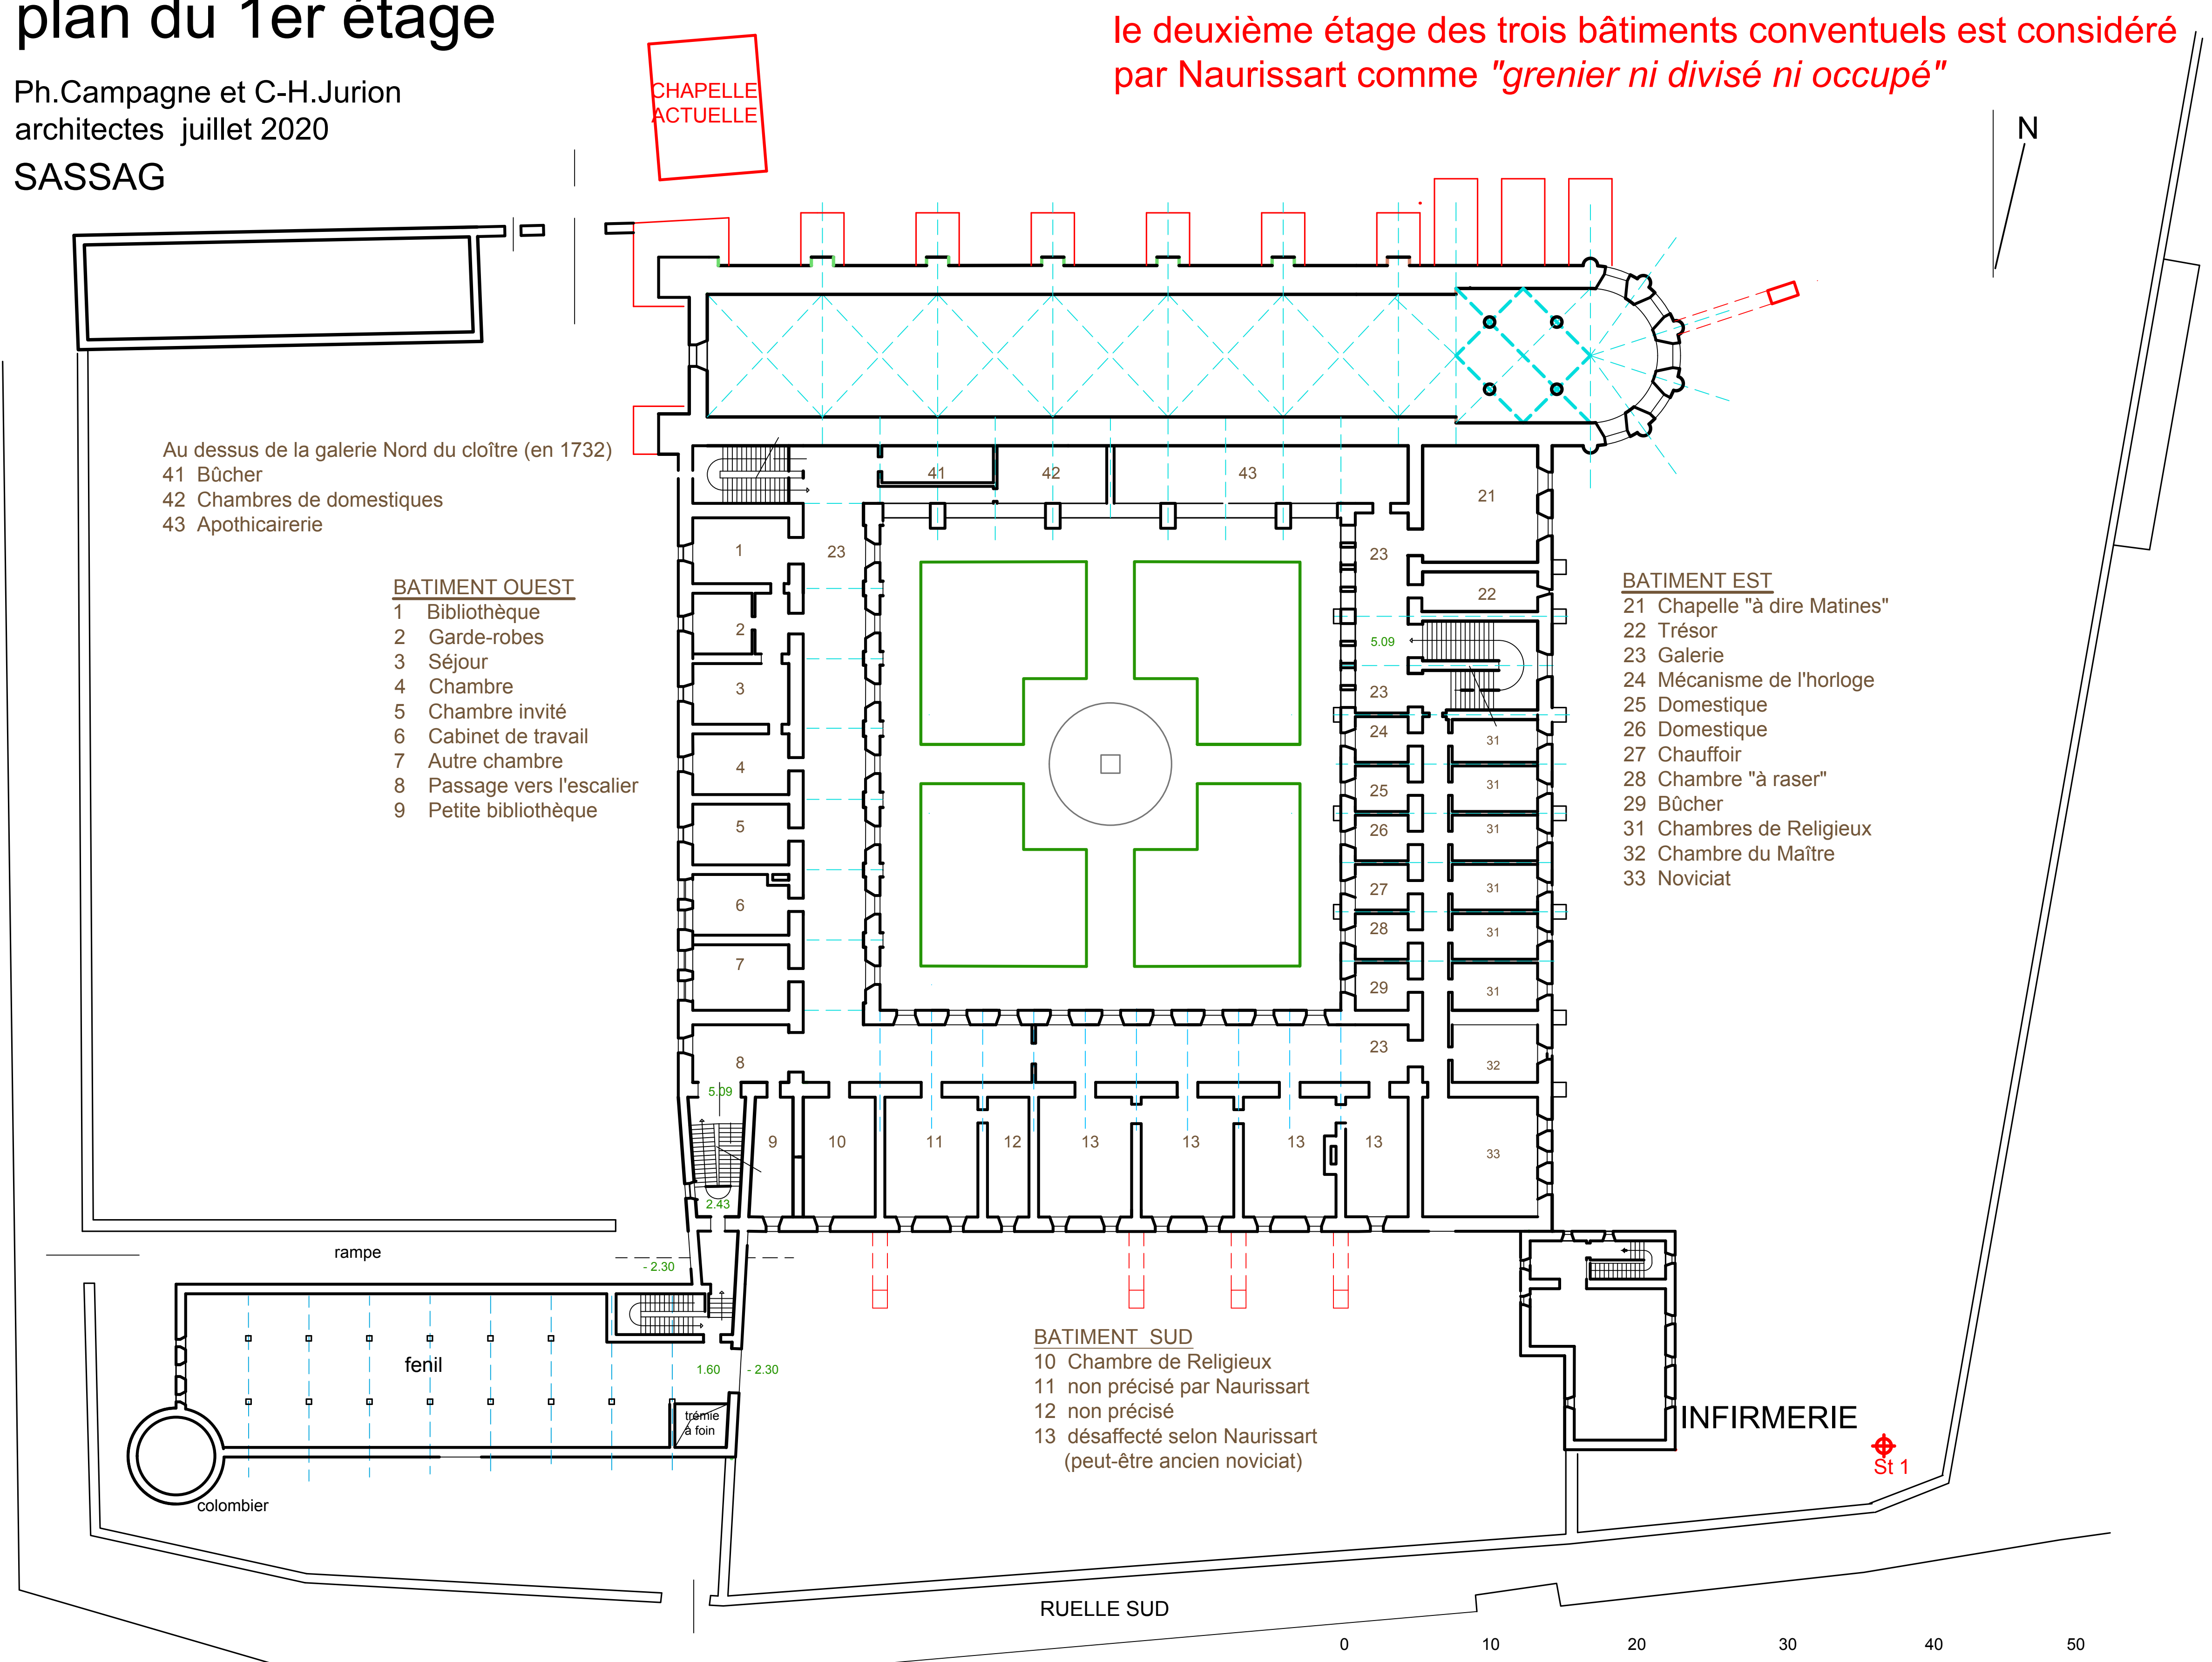 plan du 1er étage
Ph.Campagne et C-H.Jurion
architectes juillet 2020
SASSAG
CHAPELLE
ACTUELLE
le deuxième étage des trois bâtiments conventuels est considéré
par Naurissart comme "grenier ni divisé ni occupé"
N
Au dessus de la galerie Nord du cloître (en 1732)
41 Bûcher
42 Chambres de domestiques
43 Apothicairerie
BATIMENT OUEST
1 Bibliothèque
2 Garde-robes
3 Séjour
4 Chambre
5 Chambre invité
6 Cabinet de travail
7 Autre chambre
8 Passage vers l'escalier
9 Petite bibliothèque
41
42
43
21
1
23
23
22
2
5.09
3
23
24
31
4
25
31
5
26
31
6
27
31
28
31
7
29
31
8
23
32
5.09
9
10
11
12
13
13
13
13
33
2.43
BATIMENT EST
21 Chapelle "à dire Matines"
22 Trésor
23 Galerie
24 Mécanisme de l'horloge
25 Domestique
26 Domestique
27 Chauffoir
28 Chambre "à raser"
29 Bûcher
31 Chambres de Religieux
32 Chambre du Maître
33 Noviciat
rampe
- 2.30
fenil
1.60
- 2.30
trémie
à foin
colombier
BATIMENT SUD
10 Chambre de Religieux
11 non précisé par Naurissart
12 non précisé
13 désaffecté selon Naurissart
(peut-être ancien noviciat)
INFIRMERIE
St 1
RUELLE SUD
0 10 20 30 40 50